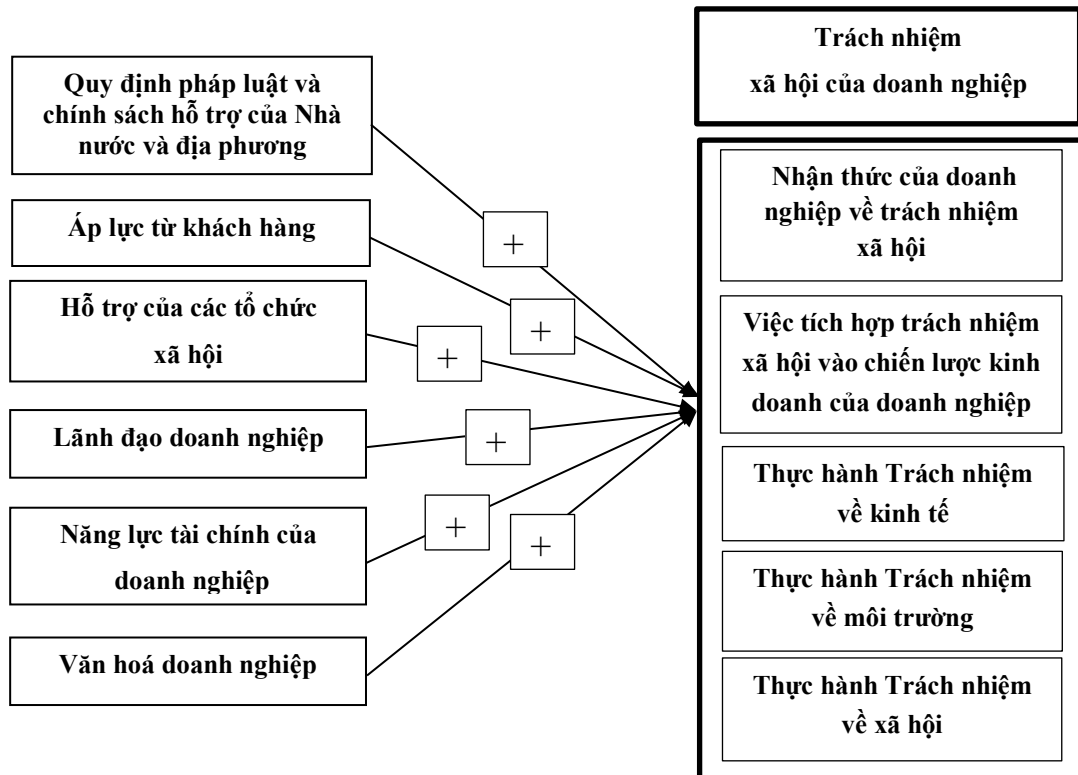 Quy định pháp luật và
chính sách hỗ trợ của Nhà
nước và địa phương
Áp lực từ khách hàng
Hỗ trợ của các tổ chức
xã hội
Lãnh đạo doanh nghiệp
Năng lực tài chính của
doanh nghiệp
Văn hoá doanh nghiệp
+
+
+
+
+
+
Trách nhiệm
xã hội của doanh nghiệp
Nhận thức của doanh
nghiệp về trách nhiệm
xã hội
Việc tích hợp trách nhiệm
xã hội vào chiến lược kinh
doanh của doanh nghiệp
Thực hành Trách nhiệm
về kinh tế
Thực hành Trách nhiệm
về môi trường
Thực hành Trách nhiệm
về xã hội